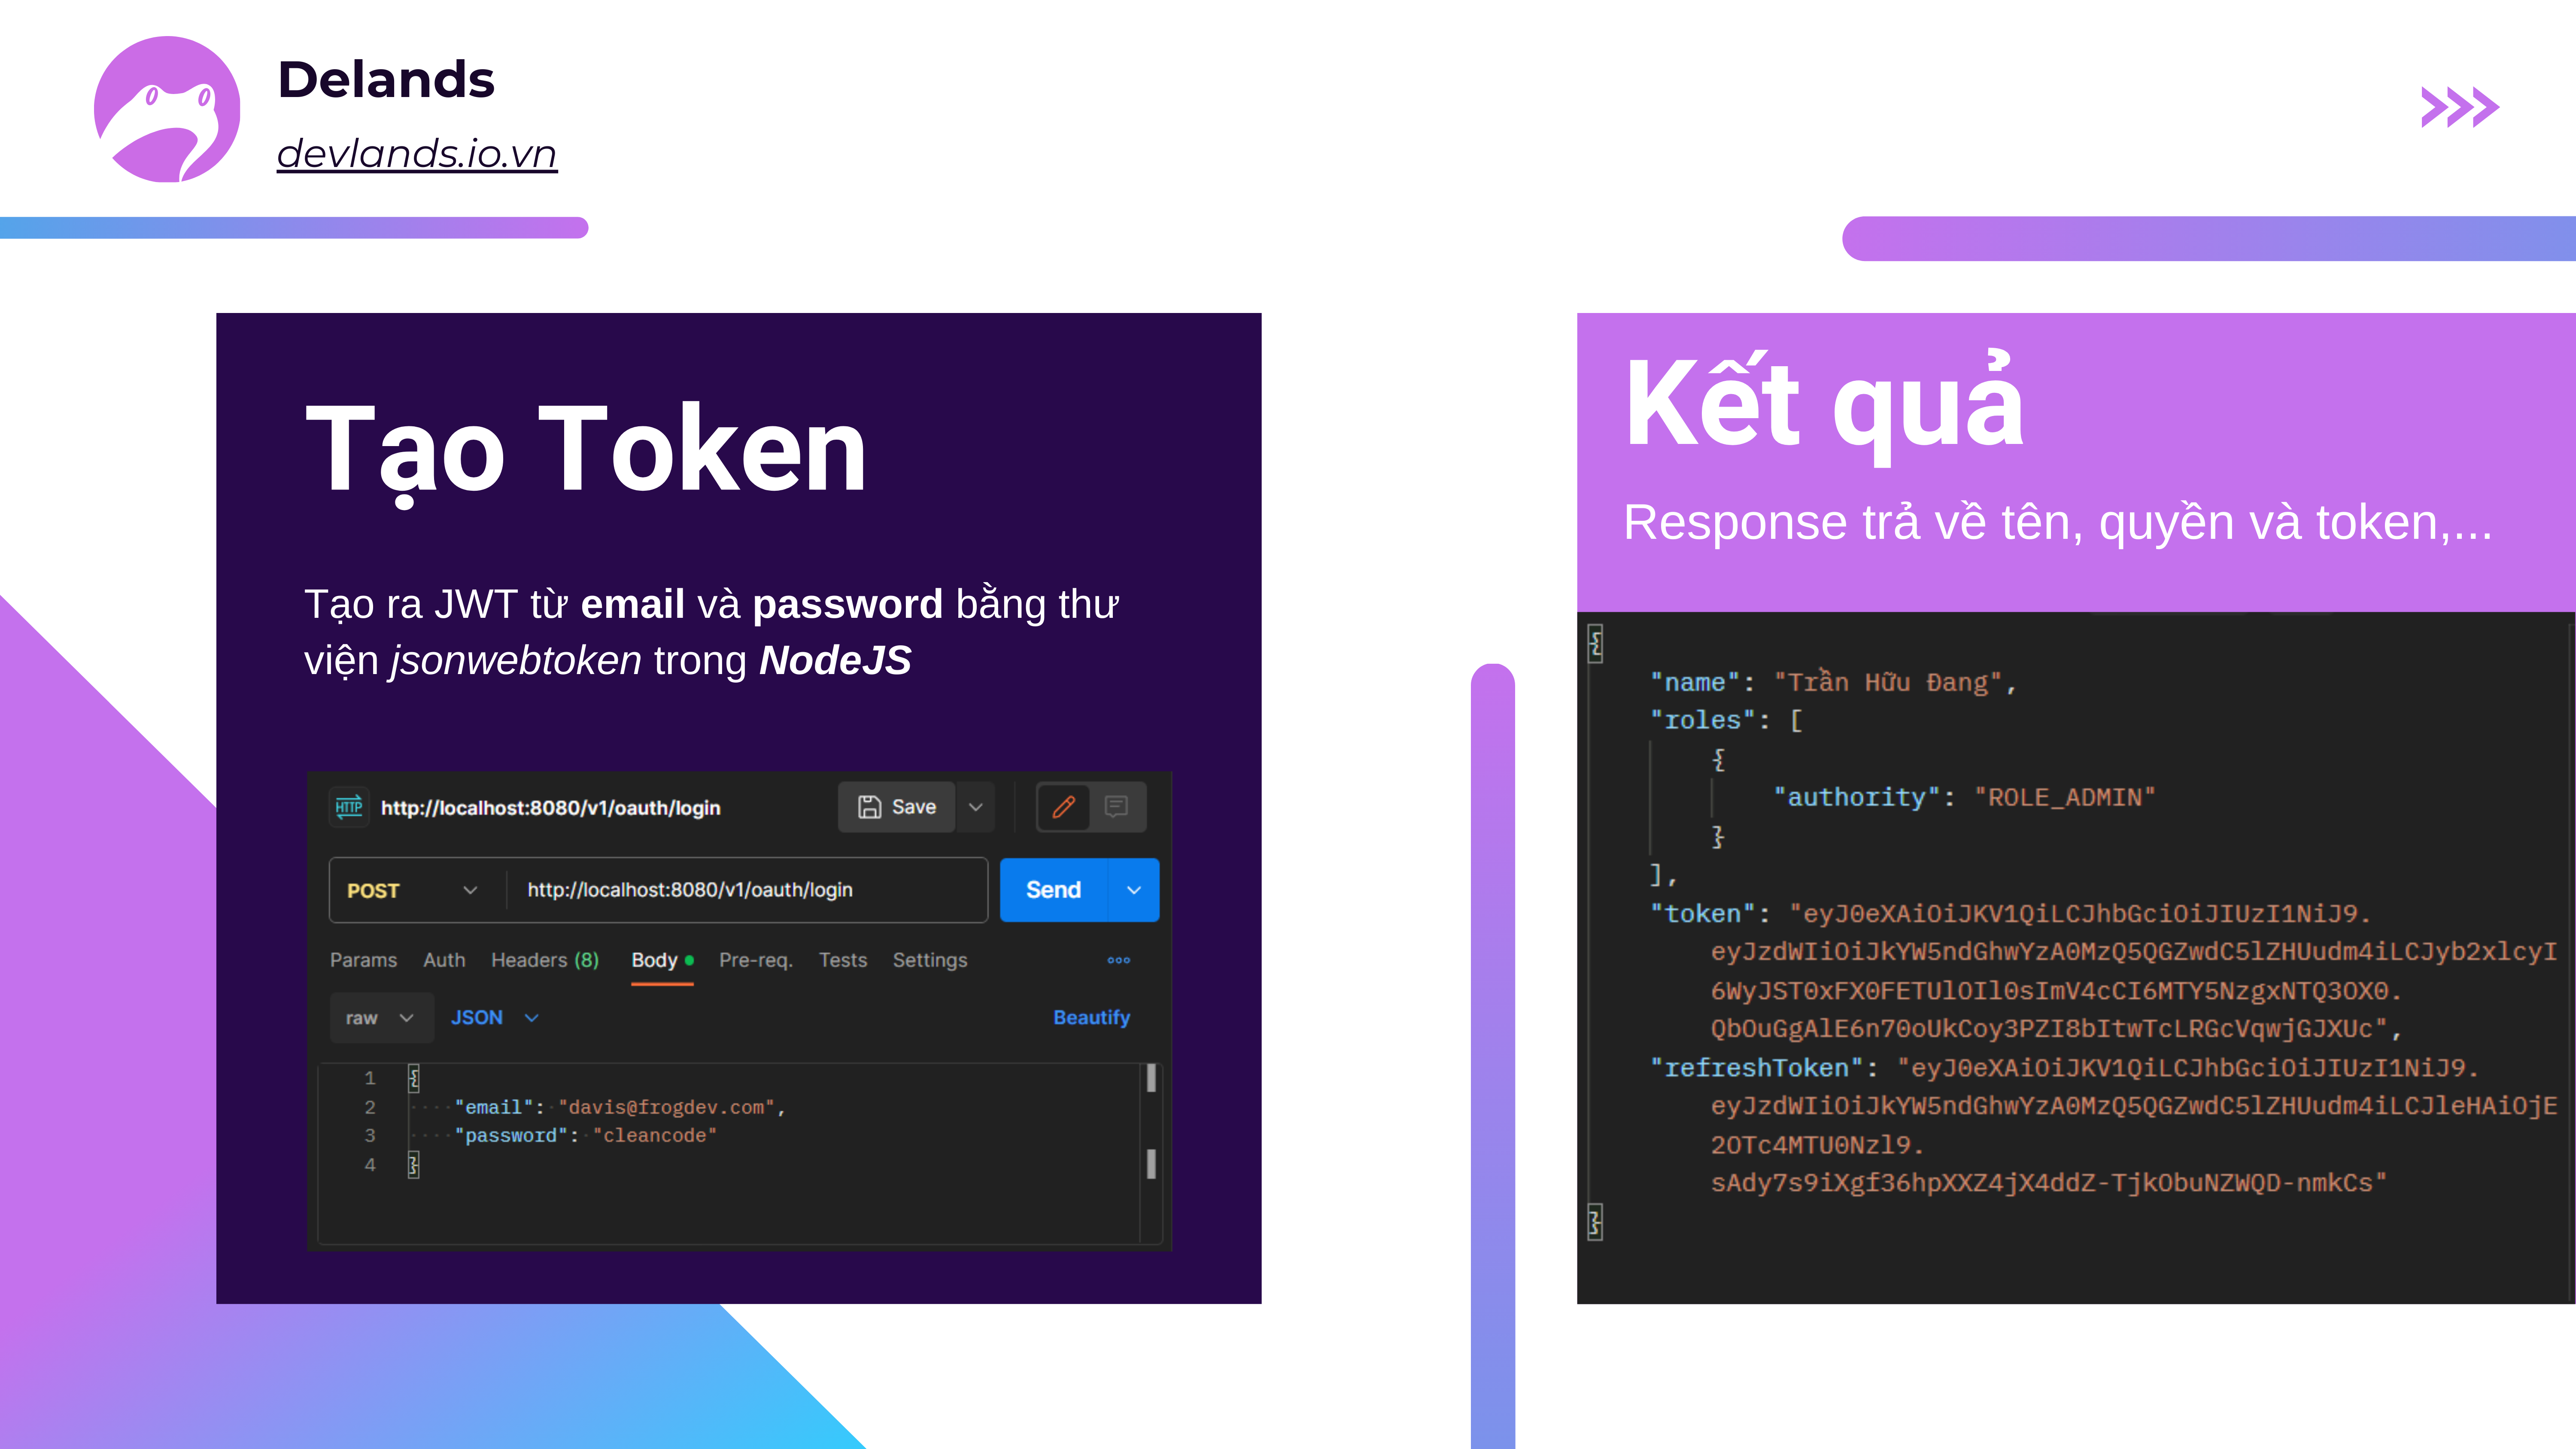 Delands
devlands.io.vn
Tạo Token
Tạo ra JWT từ email và password bằng thư
viện jsonwebtoken trong NodeJS
HTTP http://localhost:8080/v1/oauth/login Save
POST http://localhost:8080/v1/oauth/login Send
Params Auth Headers (8) Body Pre-req. Tests Settings
raw JSON Beautify
1 {
2 "email": "davis@frogdev.com",
3 "password": "cleancode"
4 }
Kết quả
Response trả về tên, quyền và token,...
{
"name": "Trần Hữu Đang",
"roles": [
{
"authority": "ROLE_ADMIN"
}
],
"token": "eyJ0eXAiOiJKV1QiLCJhbGciOiJIUzI1NiJ9.
eyJzdWIiOiJkYW5ndGhwYzA0MzQ5QGZwdC5lZHUudm4iLCJyb2xlcyI
6WyJST0xFX0FETUlOIl0sImV4cCI6MTY5NzgxNTQ3OX0.
QbOuGgAlE6n70oUkCoy3PZI8bItwTcLRGcVqwjGJXUc",
"refreshToken": "eyJ0eXAiOiJKV1QiLCJhbGciOiJIUzI1NiJ9.
eyJzdWIiOiJkYW5ndGhwYzA0MzQ5QGZwdC5lZHUudm4iLCJleHAiOjE
2OTc4MTU0Nzl9.
sAdy7s9iXgf36hpXXZ4jX4ddZ-TjkObuNZWQD-nmkCs"
}